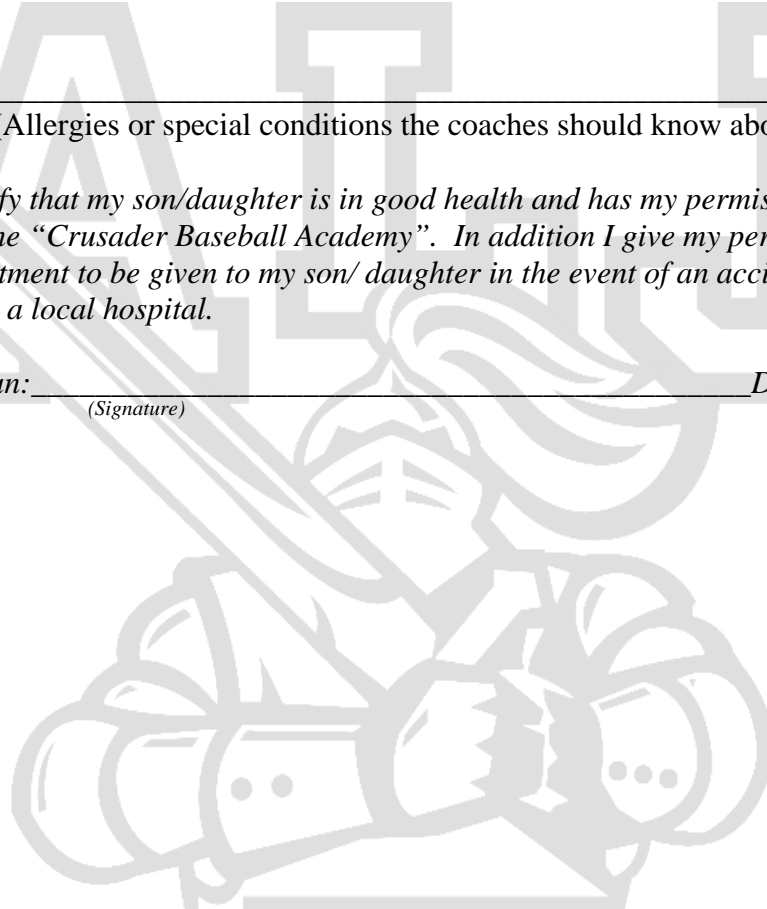 (Allergies or special conditions the coaches should know abo
fy that my son/daughter is in good health and has my permis
ne “Crusader Baseball Academy”. In addition I give my per
tment to be given to my son/ daughter in the event of an acci
a local hospital.
un:_____________________________________________D
(Signature)